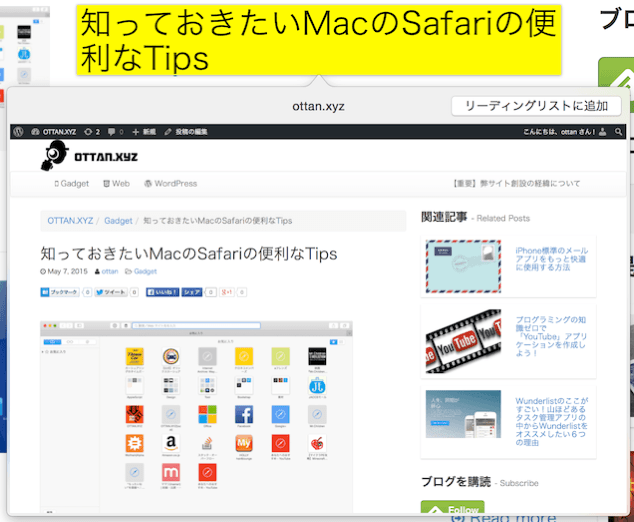 知っておきたいMacのSafariの便
利なTips
ブロ
ottan.xyz
リーディングリストに追加
OTTAN.XYZ 2 0 + 新規 投稿の編集
こんにちは、ottan さん！
OTTAN.XYZ
Gadget Web WordPress
【重要】弊サイト創設の経緯について
OTTAN.XYZ / Gadget / 知っておきたいMacのSafariの便利なTips
知っておきたいMacのSafariの便利なTips
May 7, 2015 ottan Gadget
B! ブックマーク 0 ツイート 0 いいね！ シェア 0 g+1 0
関連記事 - Related Posts
iPhone標準のメール
アプリをもっと快適
に使用する方法
You Tube
プログラミングの知
識ゼロで
「YouTube」アプリ
ケーションを作成し
よう！
Wunderlistのここが
すごい！山ほどある
タスク管理アプリの
中からWunderlistを
オススメしたい6つ
の理由
ブログを購読 - Subscribe
Follow
Read more